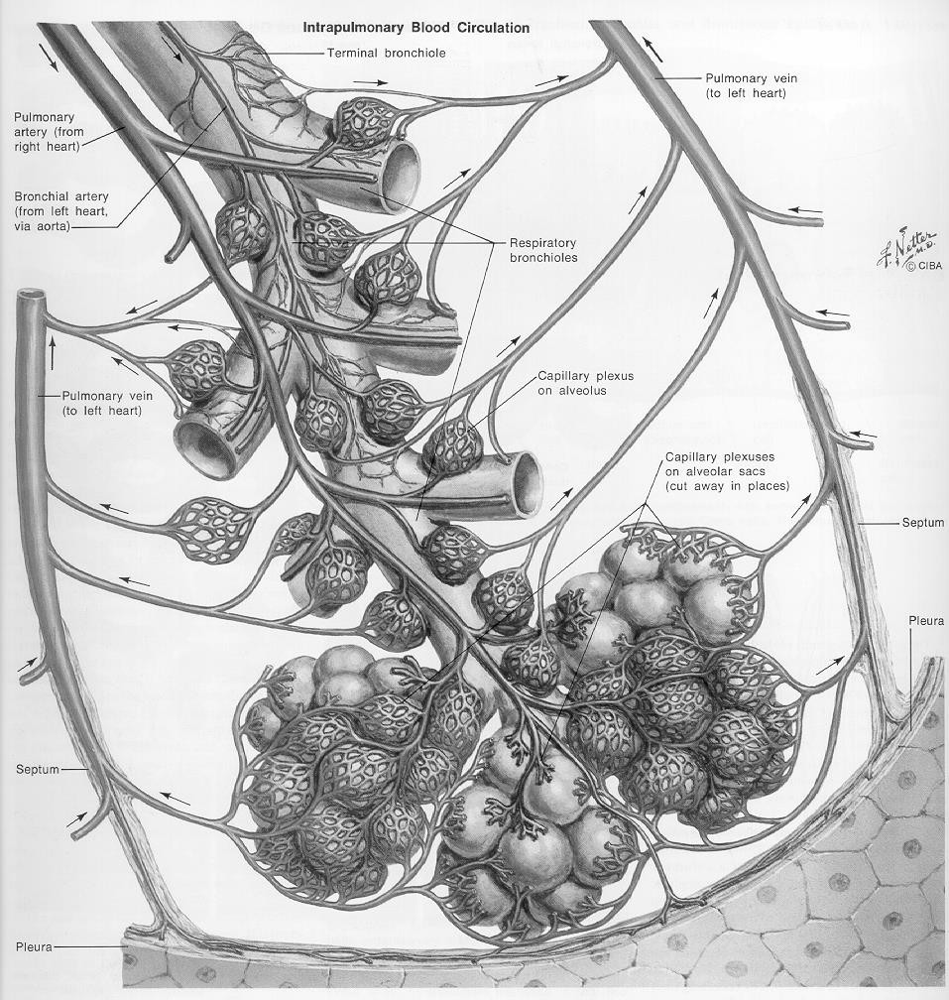 Intrapulmonary Blood Circulation
Terminal bronchiole
Pulmonary vein
(to left heart)
Pulmonary
artery (from
right heart)
Bronchial artery
(from left heart,
via aorta)
Respiratory
bronchioles
F. Netter
M.D.
© CIBA
Capillary plexus
on alveolus
Pulmonary vein
(to left heart)
Capillary plexuses
on alveolar sacs
(cut away in places)
Septum
Pleura
Septum
Pleura